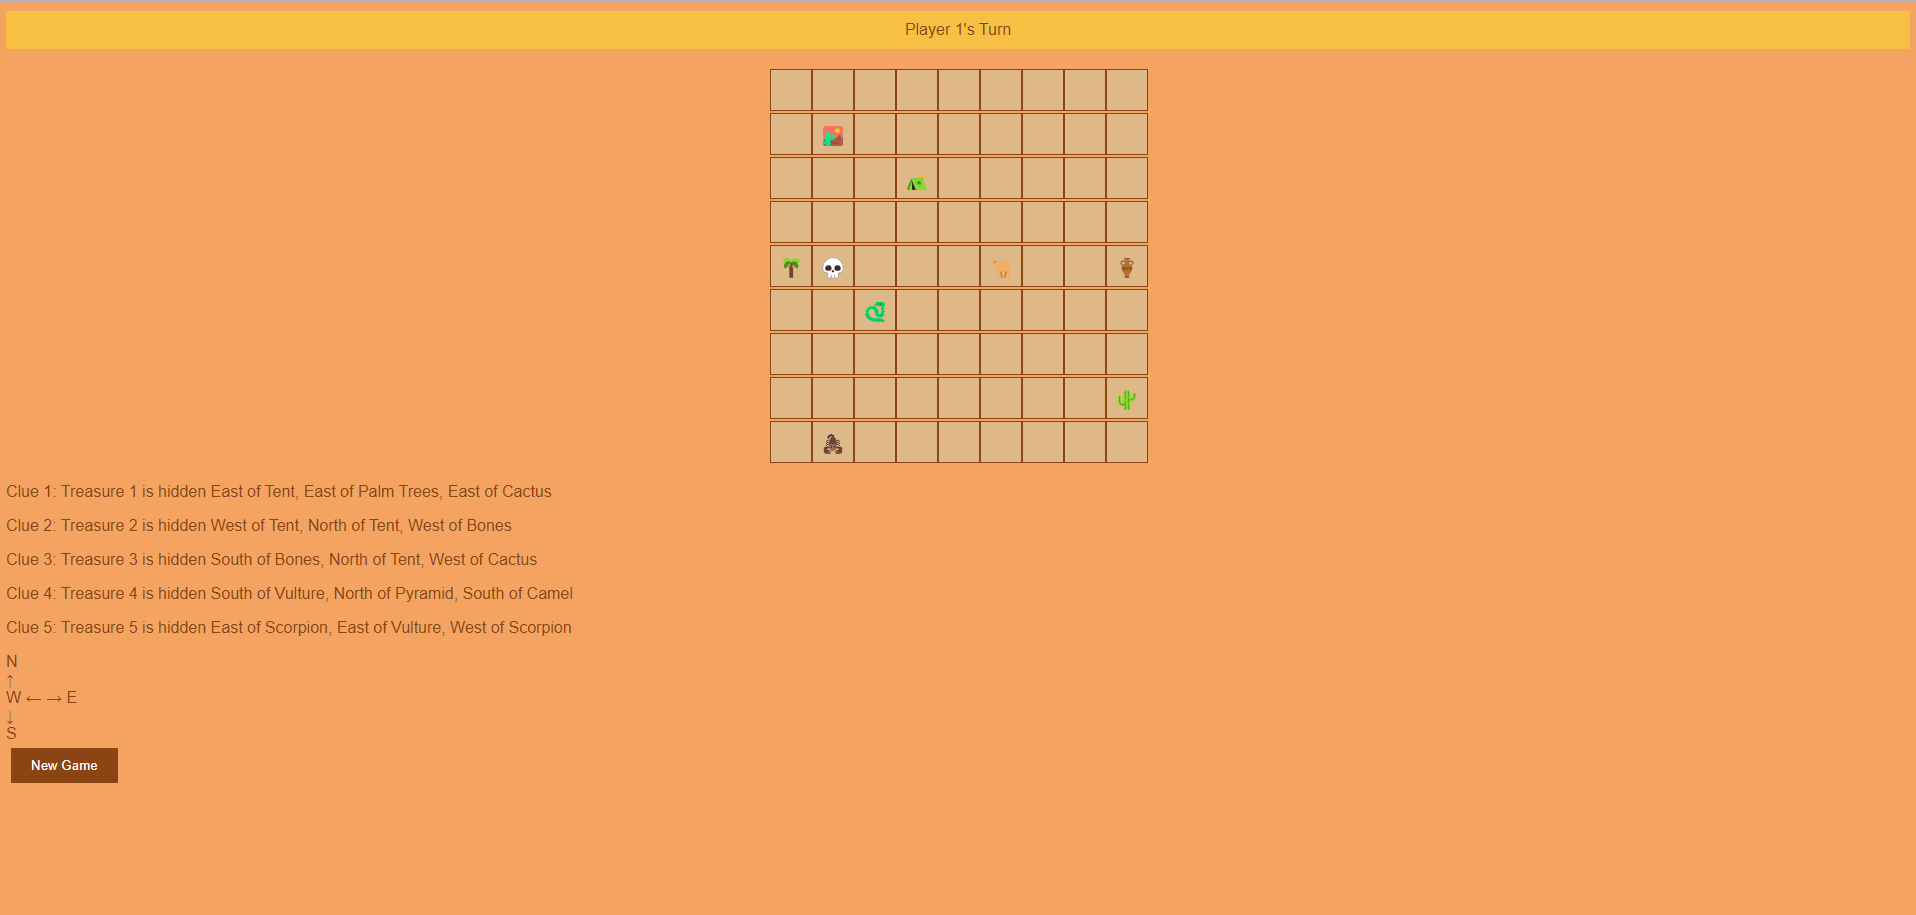 Player 1's Turn
Clue 1: Treasure 1 is hidden East of Tent, East of Palm Trees, East of Cactus
Clue 2: Treasure 2 is hidden West of Tent, North of Tent, West of Bones
Clue 3: Treasure 3 is hidden South of Bones, North of Tent, West of Cactus
Clue 4: Treasure 4 is hidden South of Vulture, North of Pyramid, South of Camel
Clue 5: Treasure 5 is hidden East of Scorpion, East of Vulture, West of Scorpion
N
↑
W ← → E
↓
S
New Game